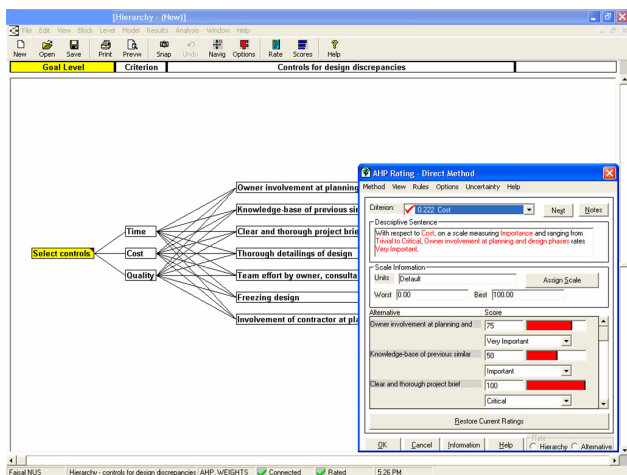 [Hierarchy - (New)]
File Edit View Block Level Model Results Analysis Window Help
New Open Save Print Prevw Snap Undo Navig Options Rate Scores Help
Goal Level Criterion Controls for design discrepancies
Owner involvement at planning
Knowledge-base of previous sim
Time
Clear and thorough project brie
Select controls
Cost
Thorough detailings of design
Quality
Team effort by owner, consulta
Freezing design
Involvement of contractor at pla
AHP Rating - Direct Method
Method View Rules Options Uncertainty Help
Criterion: 0.222 Cost Next Notes
Descriptive Sentence
With respect to Cost, on a scale measuring Importance and ranging from
Trivial to Critical, Owner involvement at planning and design phases rates
Very Important.
Scale Information
Units Default Assign Scale
Worst 0.00 Best 100.00
Alternative Score
Owner involvement at planning and 75
Very Important
Knowledge-base of previous similar 50
Important
Clear and thorough project brief 100
Critical
Restore Current Ratings
Rate
OK Cancel Information Help Hierarchy Alternative
Faisal NUS Hierarchy - controls for design discrepancies AHP, WEIGHTS Connected Rated 5:26 PM